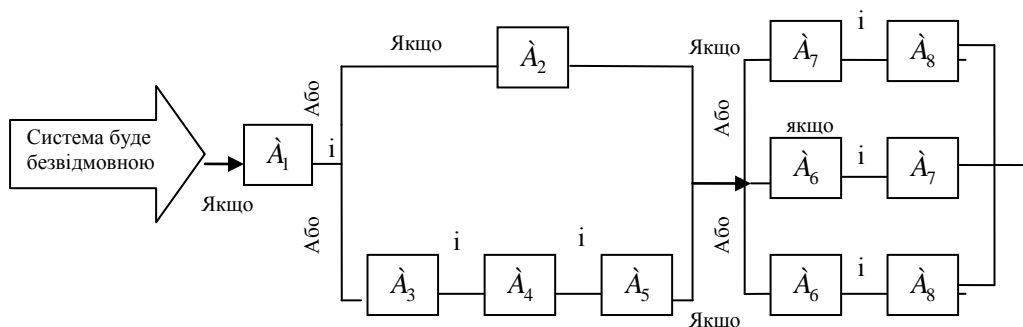 Система буде
безвідмовною
Якщо
À₁
і
Або
Або
Якщо
À₂
À₃
і
À₄
і
À₅
Якщо
Якщо
Або
Або
À₇
і
À₈
якщо
À₆
і
À₇
À₆
і
À₈